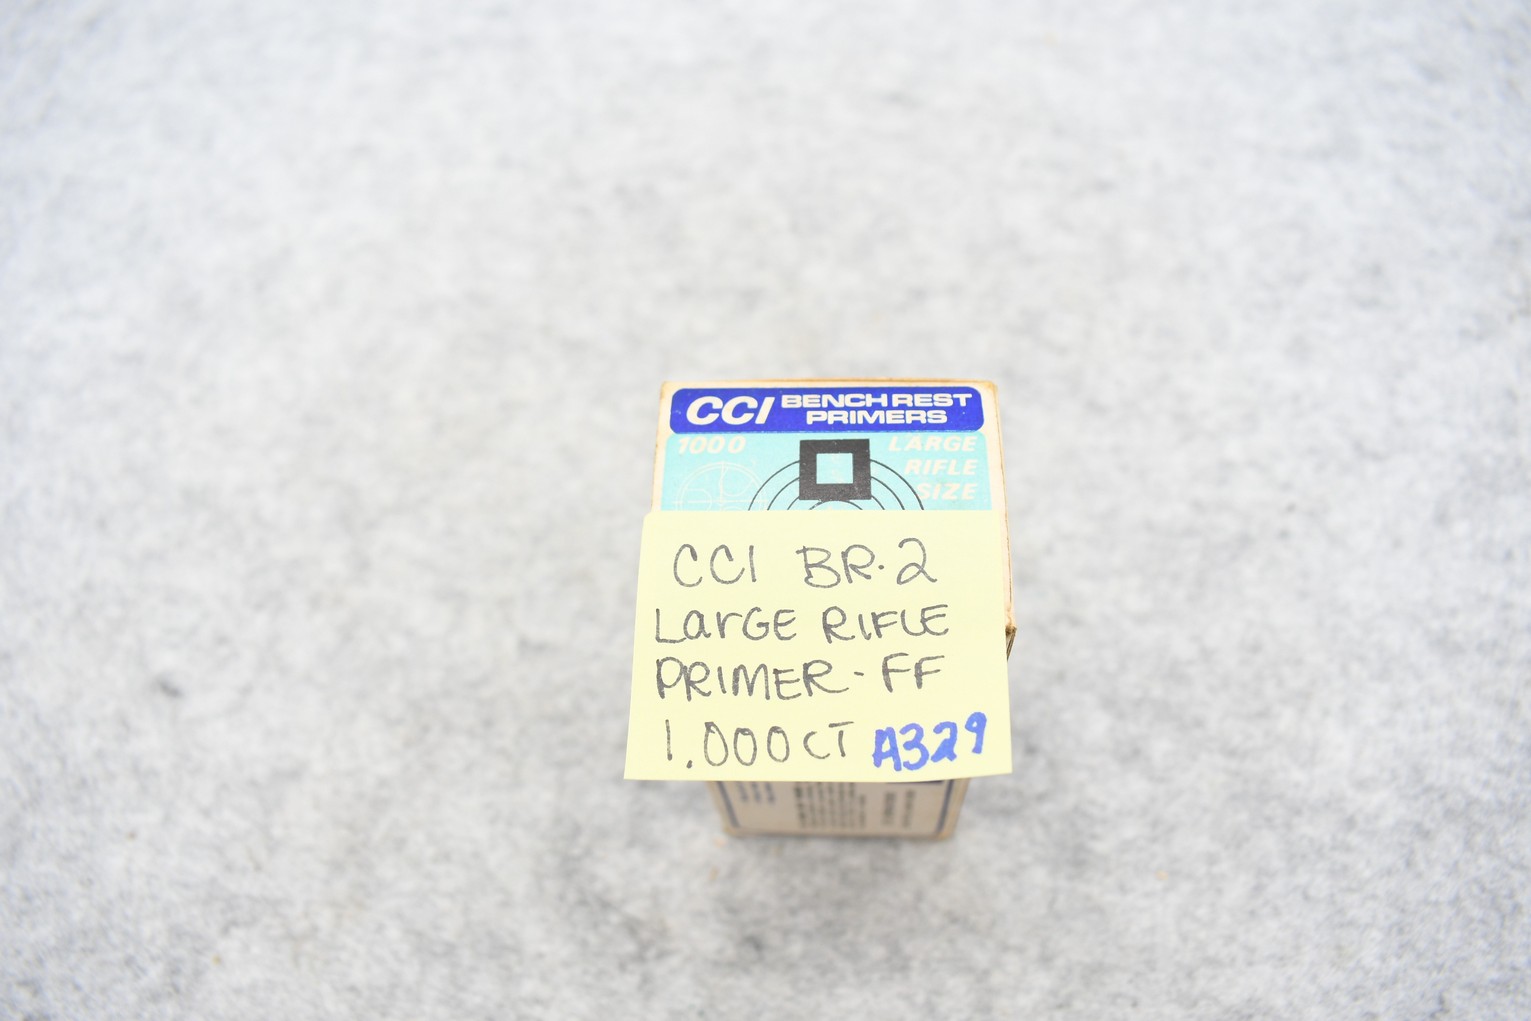 CCI BENCH REST
PRIMERS
1000
LARGE
RIFLE
SIZE
CCI BR-2
LARGE RIFLE
PRIMER - FF
1.000 CT A329